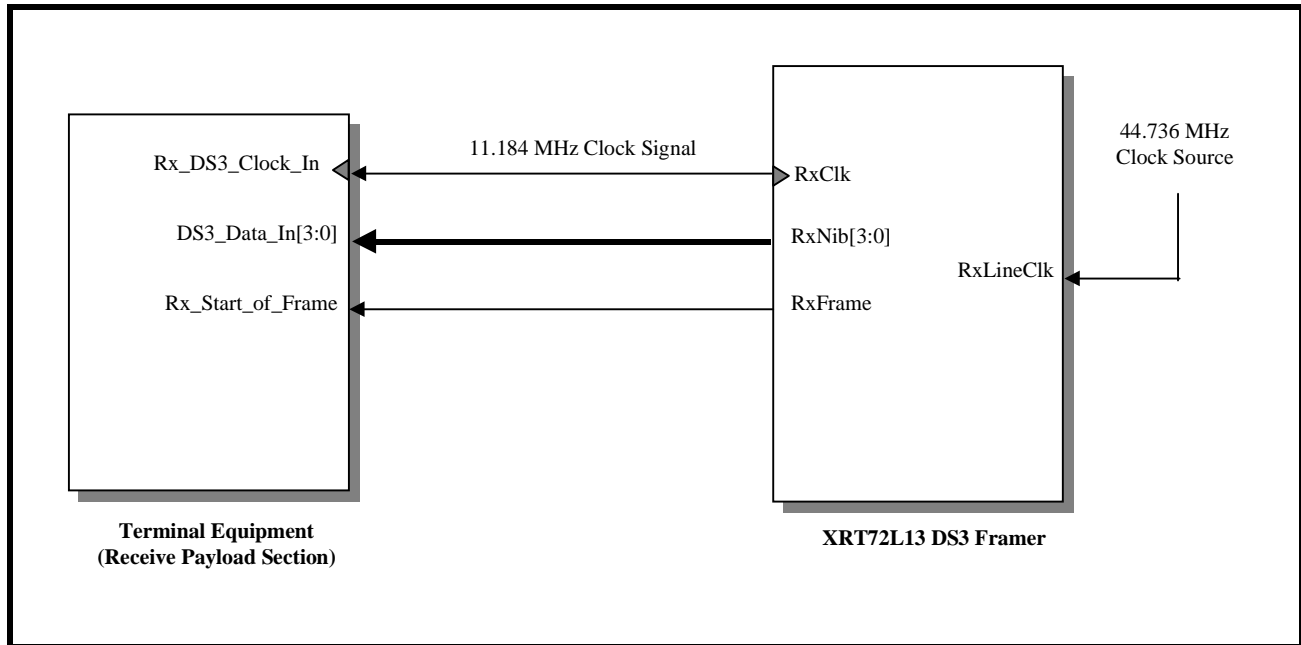 Rx_DS3_Clock_In
DS3_Data_In[3:0]
Rx_Start_of_Frame
11.184 MHz Clock Signal
RxClk
RxNib[3:0]
RxFrame
RxLineClk
44.736 MHz
Clock Source
Terminal Equipment
(Receive Payload Section)
XRT72L13 DS3 Framer